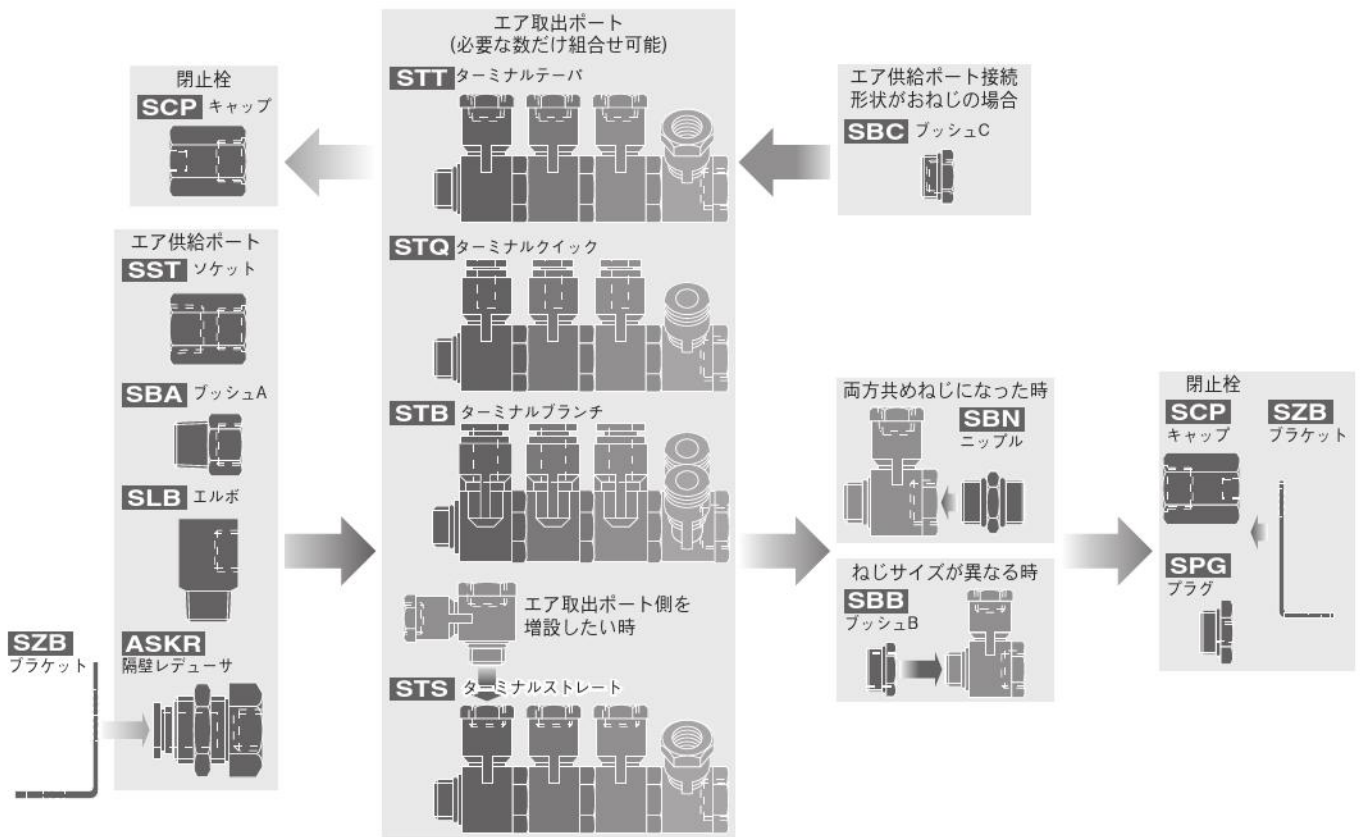 閉止栓
SCP キャップ
エア供給ポート
SST ソケット
SBA ブッシュA
SLB エルボ
SZB
ブラケット
ASKR
隔壁レデューサ
エア取出ポート
(必要な数だけ組合せ可能)
STT ターミナルテーパ
STQ ターミナルクイック
STB ターミナルブランチ
エア取出ポート側を
増設したい時
STS ターミナルストレート
エア供給ポート接続
形状がおねじの場合
SBC ブッシュC
両方共めねじになった時
SBN
ニップル
ねじサイズが異なる時
SBB
ブッシュB
閉止栓
SCP
キャップ
SZB
ブラケット
SPG
プラグ